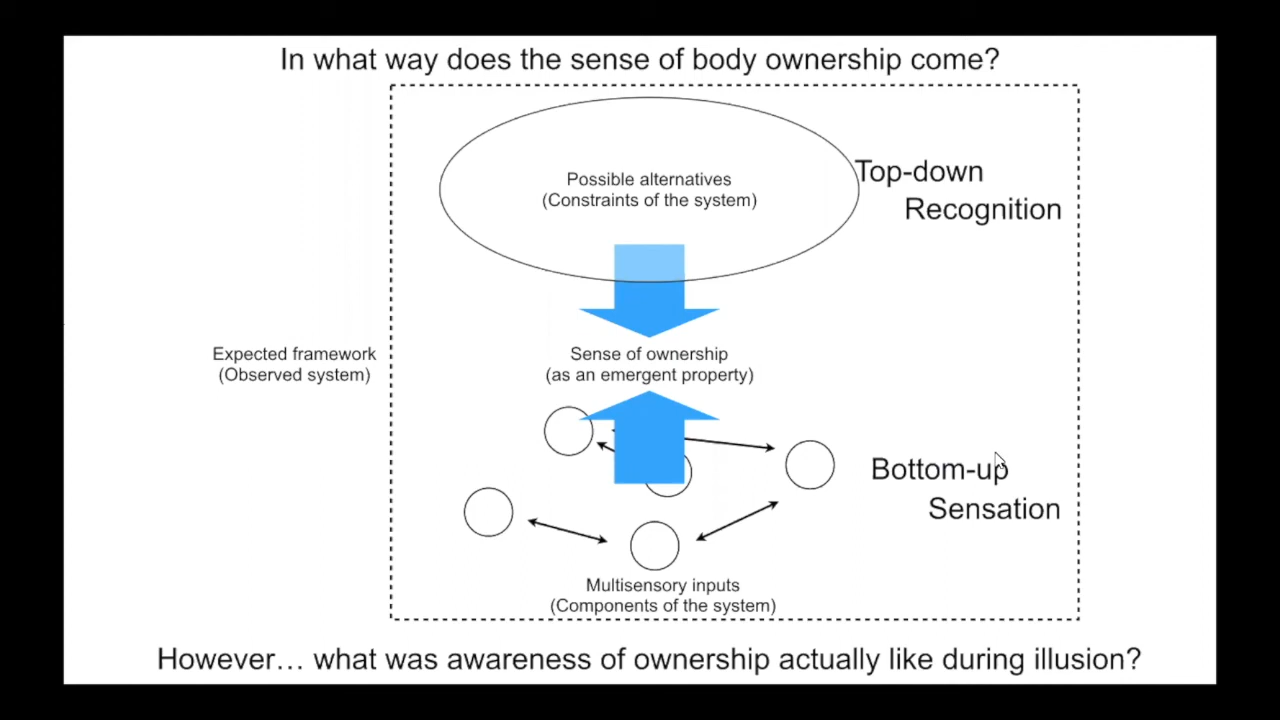 In what way does the sense of body ownership come?
Possible alternatives
(Constraints of the system)
Top-down
Recognition
Expected framework
(Observed system)
Sense of ownership
(as an emergent property)
Bottom-up
Sensation
Multisensory inputs
(Components of the system)
However… what was awareness of ownership actually like during illusion?